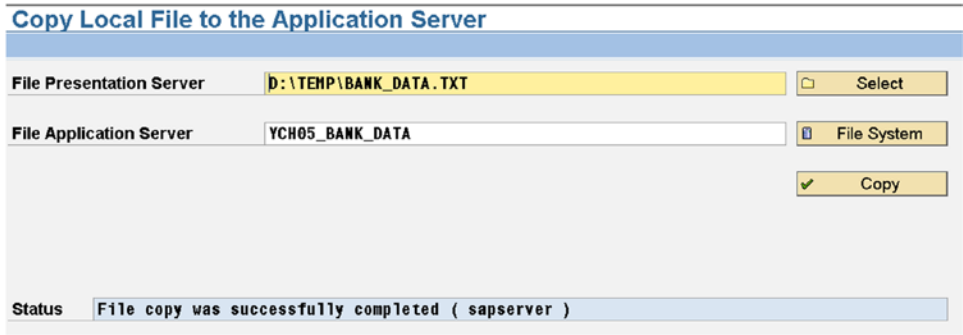 Copy Local File to the Application Server
File Presentation Server D:\TEMP\BANK_DATA.TXT Select
File Application Server YCH05_BANK_DATA File System
Copy
Status File copy was successfully completed ( sapserver )